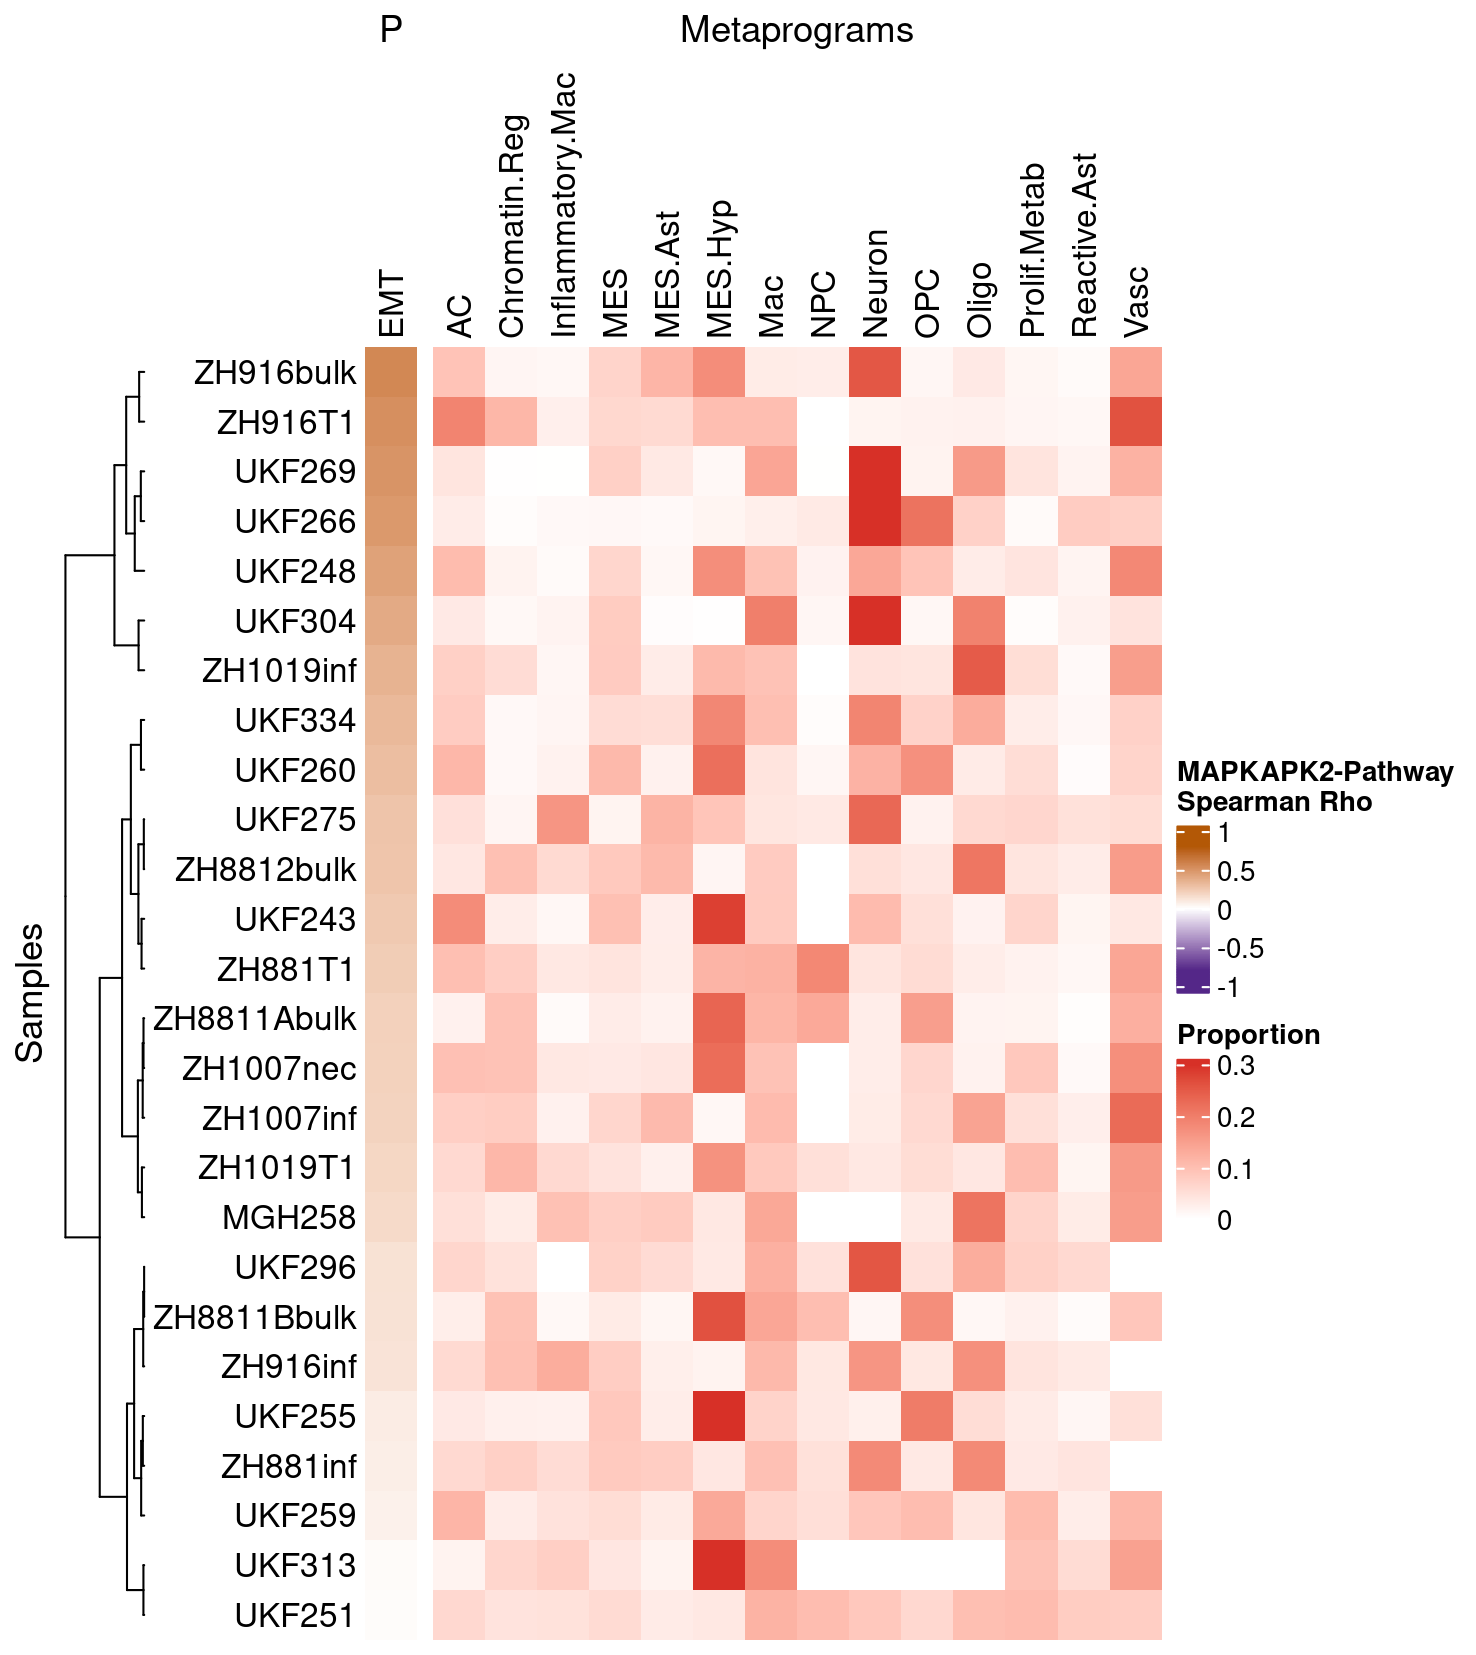 P Metaprograms
EMT AC Chromatin.Reg Inflammatory.Mac MES MES.Ast MES.Hyp Mac NPC Neuron OPC Oligo Prolif.Metab Reactive.Ast Vasc
Samples
ZH916bulk
ZH916T1
UKF269
UKF266
UKF248
UKF304
ZH1019inf
UKF334
UKF260
UKF275
ZH8812bulk
UKF243
ZH881T1
ZH8811Abulk
ZH1007nec
ZH1007inf
ZH1019T1
MGH258
UKF296
ZH8811Bbulk
ZH916inf
UKF255
ZH881inf
UKF259
UKF313
UKF251
MAPKAPK2-Pathway
Spearman Rho
1
0.5
0
-0.5
-1
Proportion
0.3
0.2
0.1
0